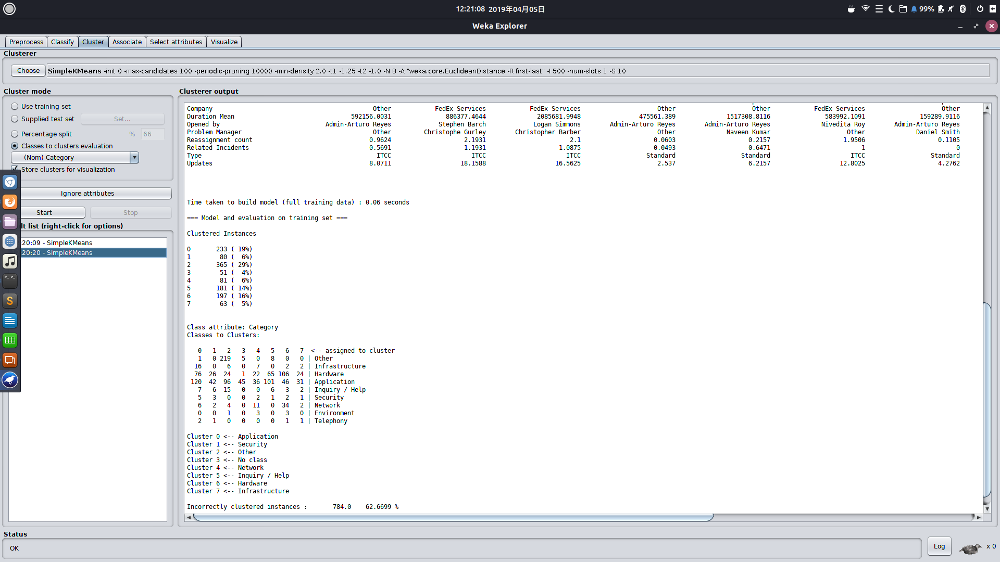 12:21:08 2019年04月05日
99%
Weka Explorer
Preprocess Classify Cluster Associate Select attributes Visualize
Clusterer
Choose SimpleKMeans -init 0 -max-candidates 100 -periodic-pruning 10000 -min-density 2.0 -t1 -1.25 -t2 -1.0 -N 8 -A "weka.core.EuclideanDistance -R first-last" -I 500 -num-slots 1 -S 10
Cluster mode
Use training set
Supplied test set Set...
Percentage split % 66
Classes to clusters evaluation
(Nom) Category
Store clusters for visualization
Ignore attributes
Start Stop
lt list (right-click for options)
:20:09 - SimpleKMeans
:20:20 - SimpleKMeans
Clusterer output
Company Other FedEx Services FedEx Services Other Other FedEx Services Other
Duration Mean 592156.0031 886377.4644 2085681.9948 475561.389 1517308.8116 583992.1091 159289.9116
Opened by Admin-Arturo Reyes Stephen Barch Logan Simmons Admin-Arturo Reyes Admin-Arturo Reyes Nivedita Roy Admin-Arturo Reyes
Problem Manager Other Christophe Gurley Christopher Barber Other Naveen Kumar Other Daniel Smith
Reassignment count 0.9624 2.1931 2.1 0.0603 0.2157 1.9506 0.1105
Related Incidents 0.5691 1.1931 1.0875 0.0493 0.6471 1 0
Type ITCC ITCC ITCC Standard Standard ITCC Standard
Updates 8.0711 18.1588 16.5625 2.537 6.2157 12.8025 4.2762
Time taken to build model (full training data) : 0.06 seconds
=== Model and evaluation on training set ===
Clustered Instances
0 233 ( 19%)
1 80 ( 6%)
2 365 ( 29%)
3 51 ( 4%)
4 81 ( 6%)
5 181 ( 14%)
6 197 ( 16%)
7 63 ( 5%)
Class attribute: Category
Classes to Clusters:
0 1 2 3 4 5 6 7 <-- assigned to cluster
1 0 219 5 0 8 0 0 | Other
16 0 6 0 7 0 2 2 | Infrastructure
76 26 24 1 22 65 106 24 | Hardware
120 42 96 45 36 101 46 31 | Application
7 6 15 0 0 6 3 2 | Inquiry / Help
5 3 0 0 2 1 2 1 | Security
6 2 4 0 11 0 34 2 | Network
0 0 1 0 3 0 3 0 | Environment
2 1 0 0 0 0 1 1 | Telephony
Cluster 0 <-- Application
Cluster 1 <-- Security
Cluster 2 <-- Other
Cluster 3 <-- No class
Cluster 4 <-- Network
Cluster 5 <-- Inquiry / Help
Cluster 6 <-- Hardware
Cluster 7 <-- Infrastructure
Incorrectly clustered instances : 784.0 62.6699 %
Status
OK
Log
x 0